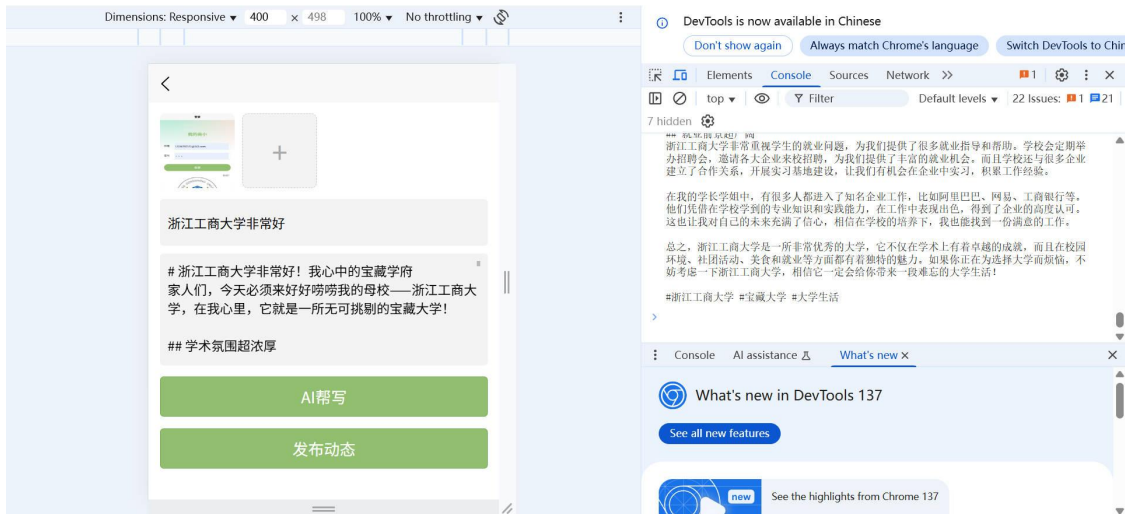 Dimensions: Responsive ▼ 400 × 498 100% ▼ No throttling ▼
浙江工商大学非常好
# 浙江工商大学非常好！我心中的宝藏学府
家人们，今天必须来好好唠唠我的母校——浙江工商大
学，在我心里，它就是一所无可挑剔的宝藏大学！
## 学术氛围超浓厚
AI帮写
发布动态
DevTools is now available in Chinese
Don't show again Always match Chrome's language Switch DevTools to Chin
Elements Console Sources Network 1
top ▼ Filter Default levels ▼ 22 Issues: 1 21
7 hidden
## 就业前景超广阔
浙江工商大学非常重视学生的就业问题，为我们提供了很多就业指导和帮助。学校会定期举
办招聘会，邀请各大企业来校招聘，为我们提供了丰富的就业机会。而且学校还与很多企业
建立了合作关系，开展实习基地建设，让我们有机会在企业中实习，积累工作经验。
在我的学长学姐中，有很多人都进入了知名企业工作，比如阿里巴巴、网易、工商银行等。
他们凭借在学校学到的专业知识和实践能力，在工作中表现出色，得到了企业的高度认可。
这也让我对自己的未来充满了信心，相信在学校的培养下，我也能找到一份满意的工作。
总之，浙江工商大学是一所非常优秀的大学，它不仅在学术上有着卓越的成就，而且在校园
环境、社团活动、美食和就业等方面都有着独特的魅力。如果你正在为选择大学而烦恼，不
妨考虑一下浙江工商大学，相信它一定会给你带来一段难忘的大学生活！
#浙江工商大学 #宝藏大学 #大学生活
Console AI assistance What's new ×
What's new in DevTools 137
See all new features
new See the highlights from Chrome 137